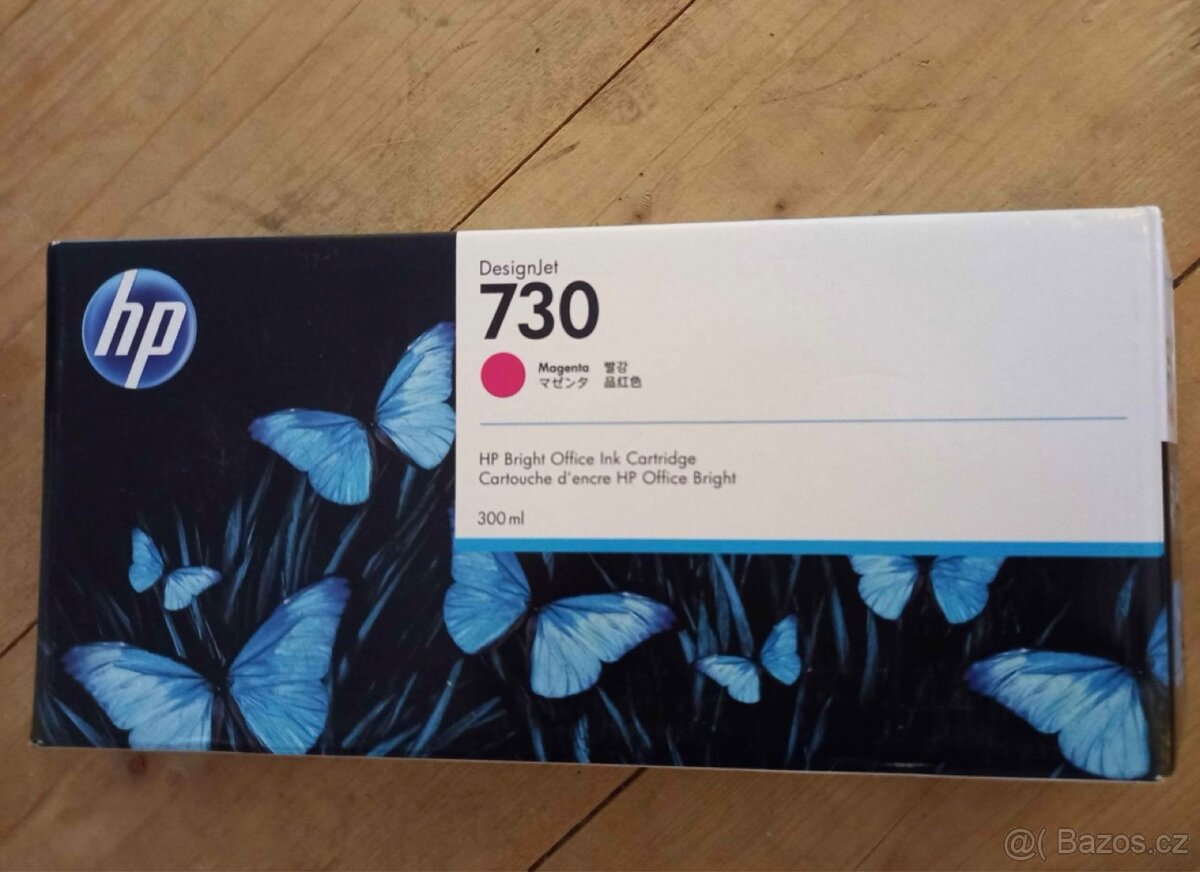 hp
DesignJet
730
Magenta 빨강
マゼンタ 品紅色
HP Bright Office Ink Cartridge
Cartouche d'encre HP Office Bright
300 ml
@( Bazos.cz